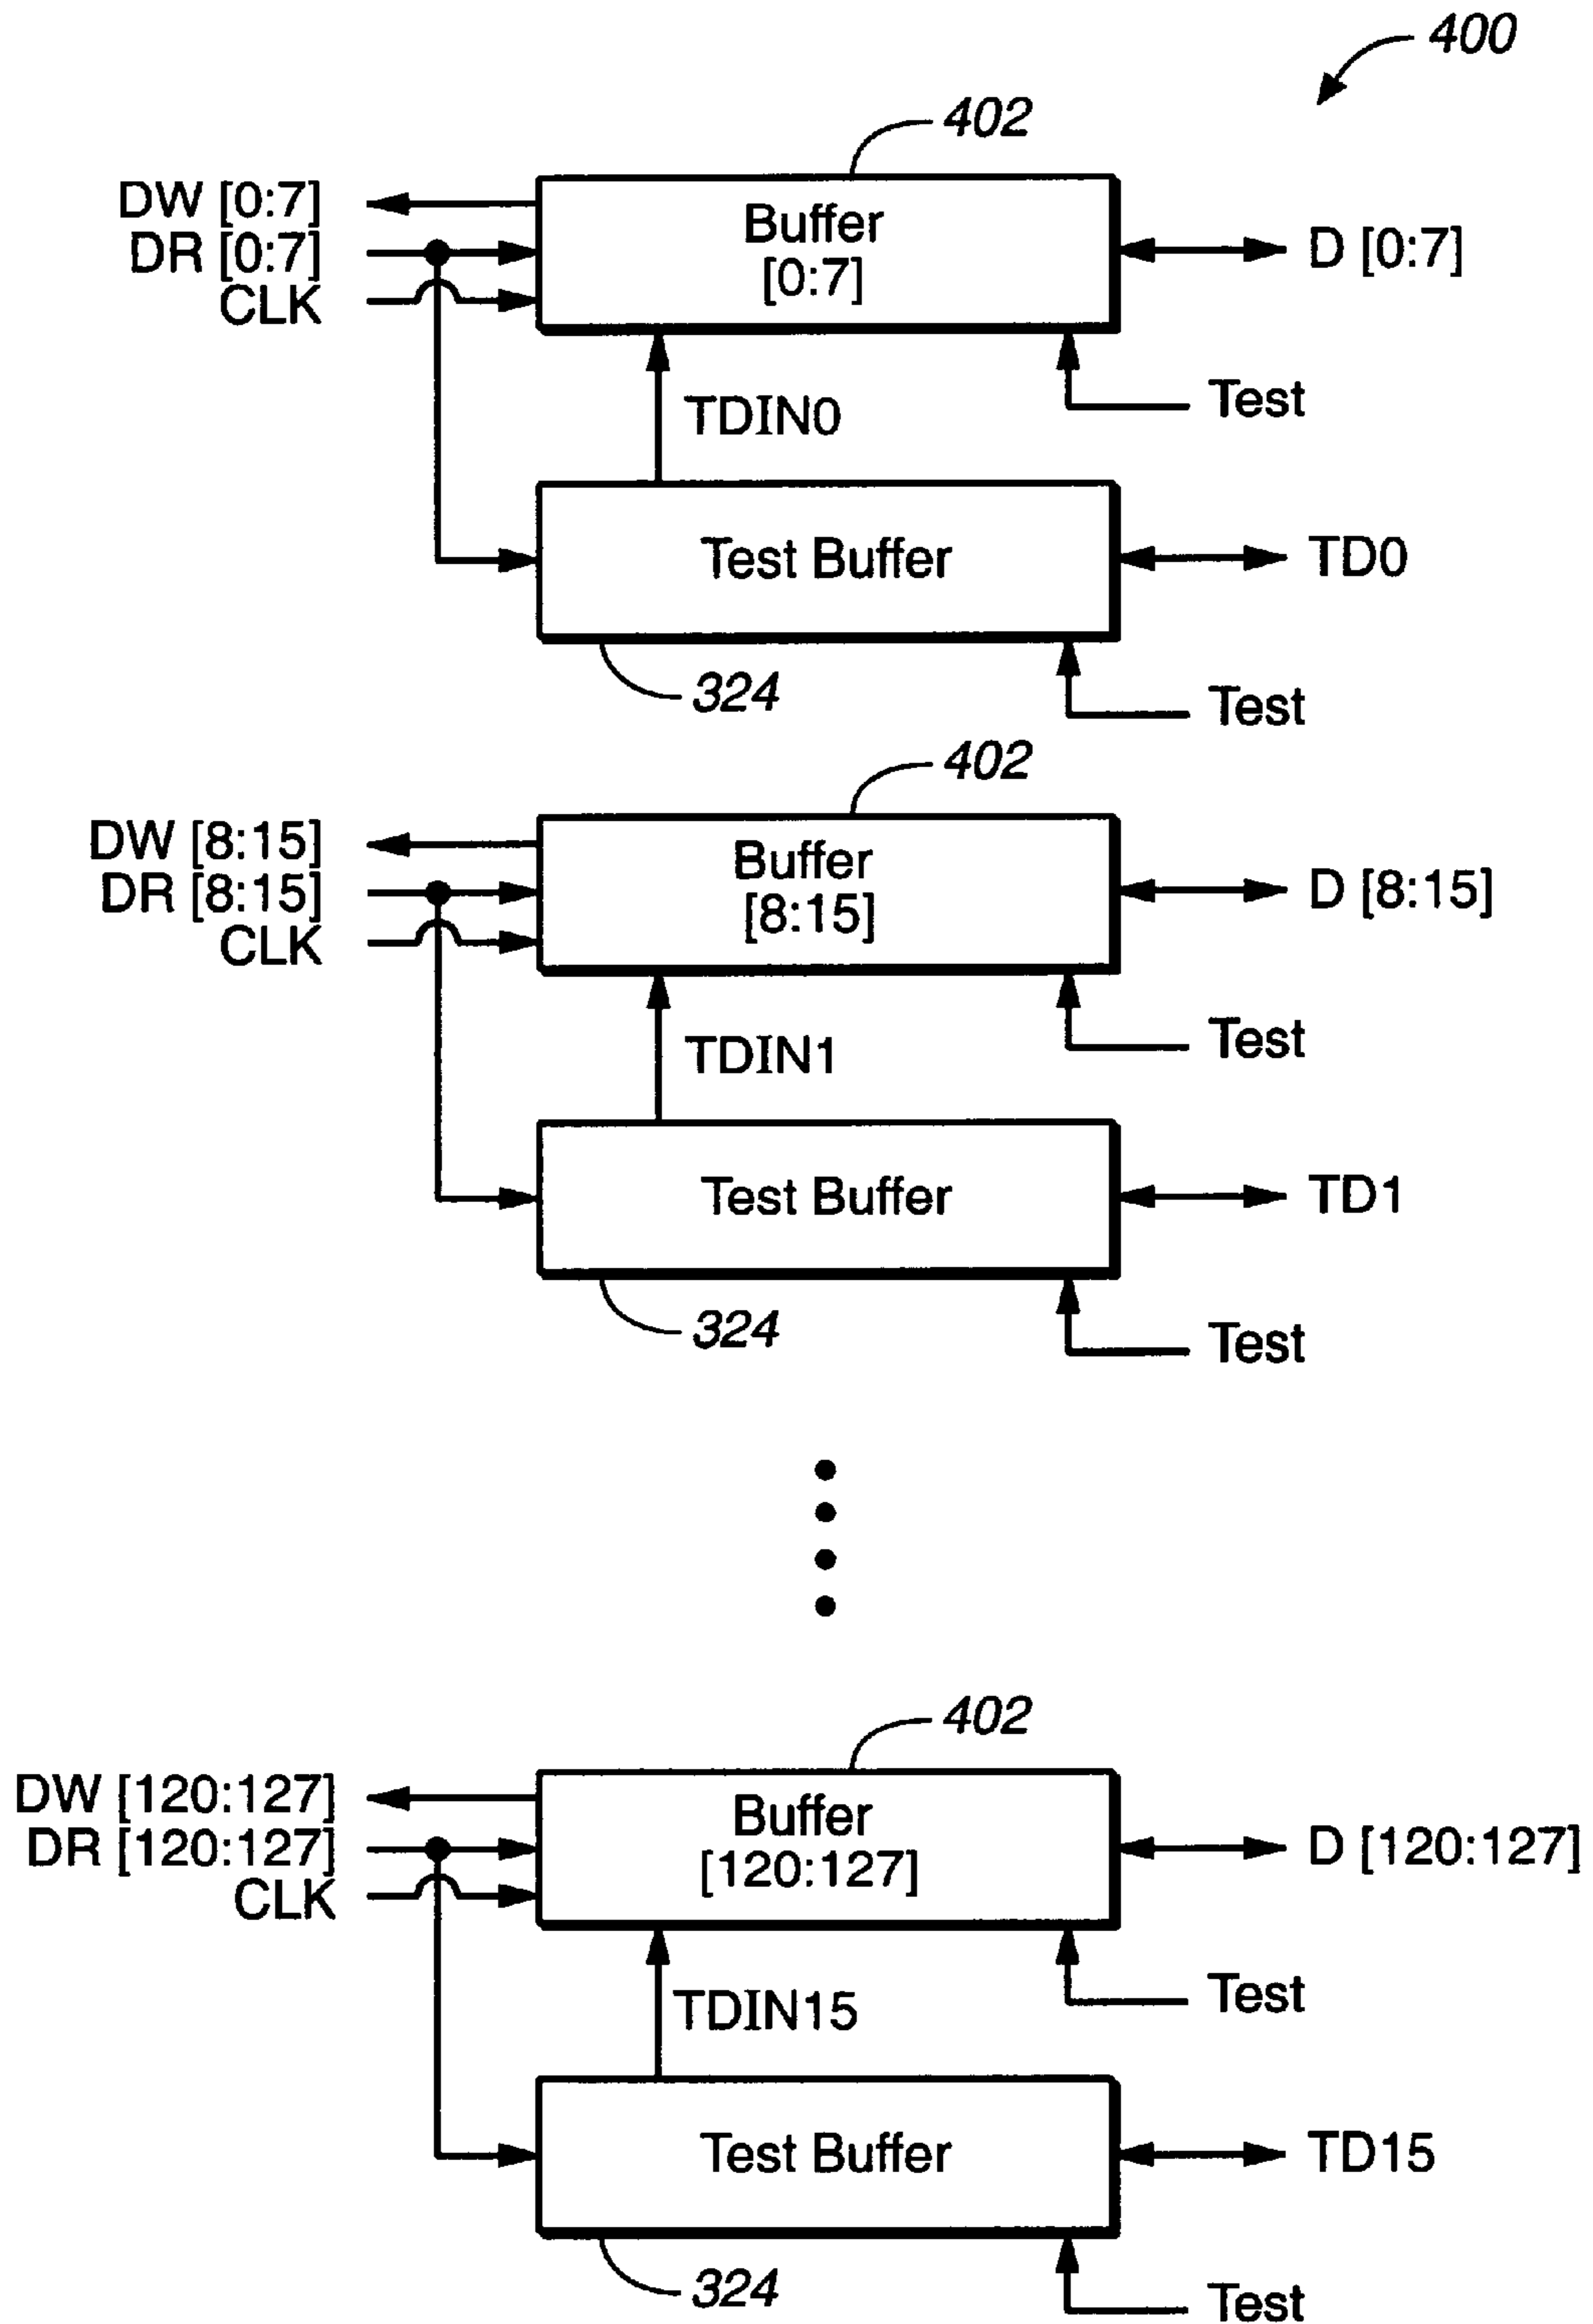 400
402
DW [0:7]
DR [0:7]
CLK
Buffer
[0:7]
D [0:7]
Test
TDIN0
Test Buffer
TD0
324
Test
402
DW [8:15]
DR [8:15]
CLK
Buffer
[8:15]
D [8:15]
Test
TDIN1
Test Buffer
TD1
324
Test
402
DW [120:127]
DR [120:127]
CLK
Buffer
[120:127]
D [120:127]
Test
TDIN15
Test Buffer
TD15
324
Test